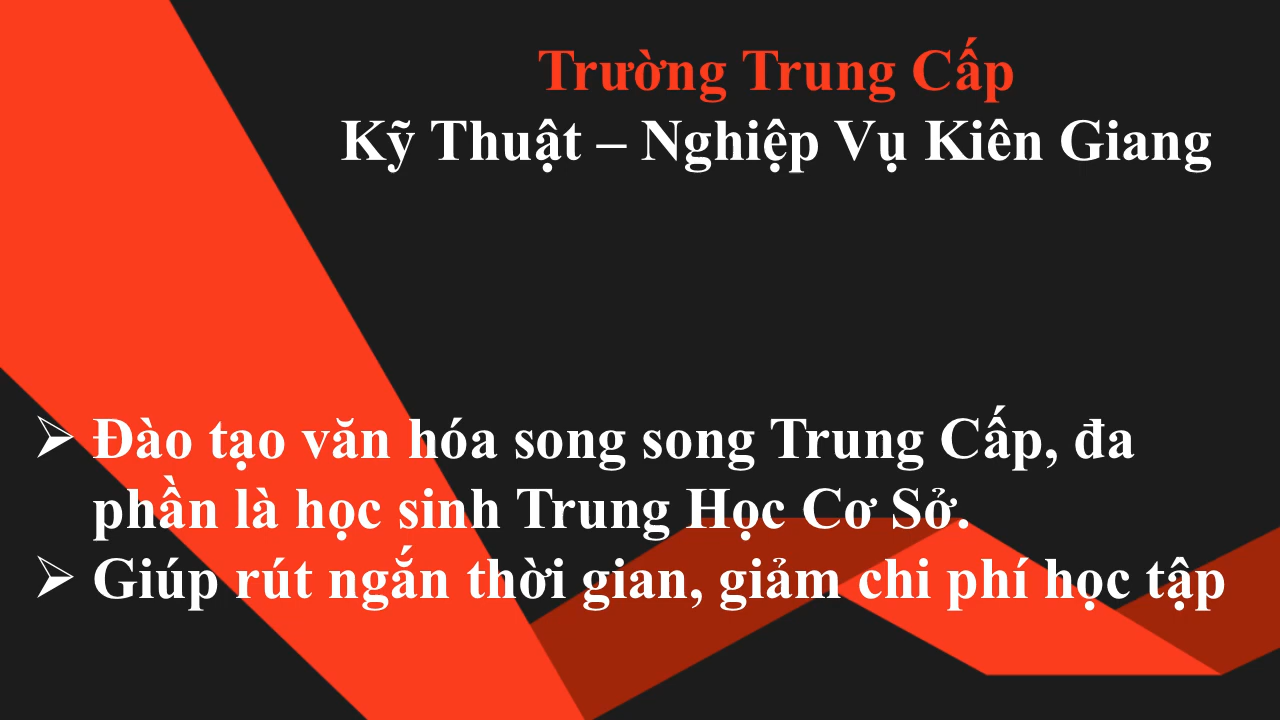 Trường Trung Cấp
Kỹ Thuật – Nghiệp Vụ Kiên Giang
➢ Đào tạo văn hóa song song Trung Cấp, đa
phần là học sinh Trung Học Cơ Sở.
➢ Giúp rút ngắn thời gian, giảm chi phí học tập